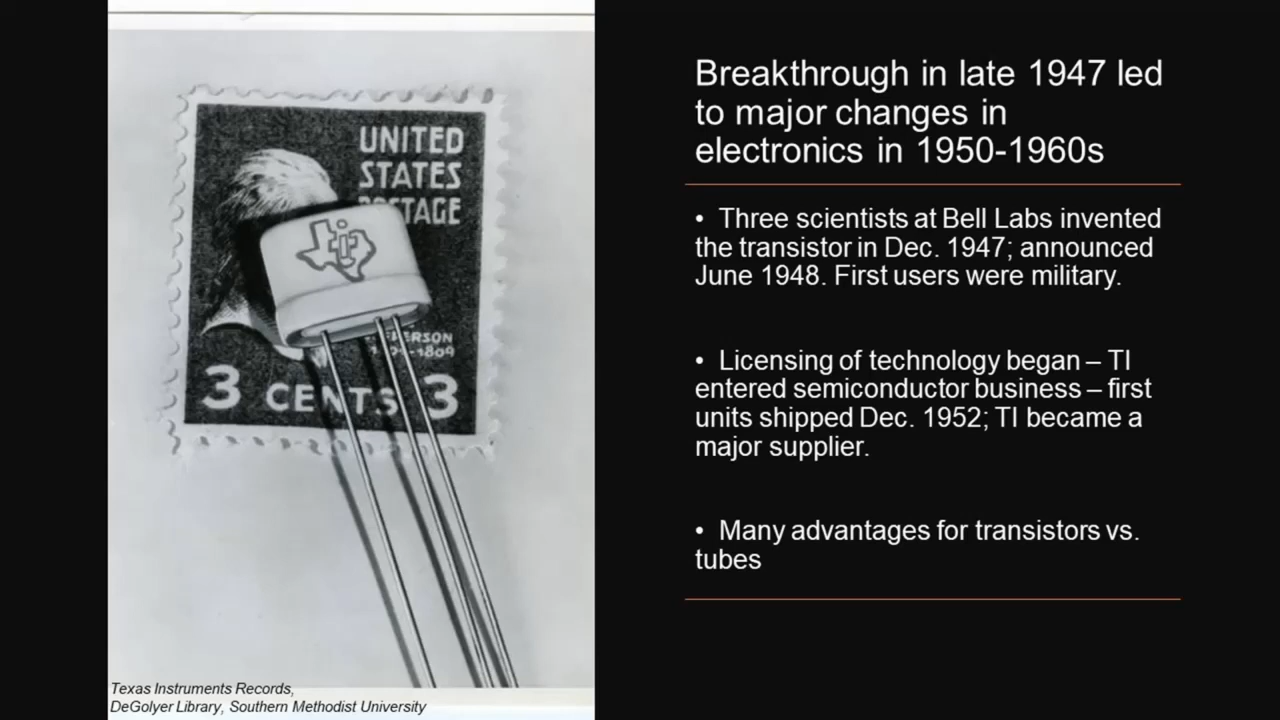 UNITED
STATES
POSTAGE
3 CENTS 3
Breakthrough in late 1947 led
to major changes in
electronics in 1950-1960s
• Three scientists at Bell Labs invented
the transistor in Dec. 1947; announced
June 1948. First users were military.
• Licensing of technology began – TI
entered semiconductor business – first
units shipped Dec. 1952; TI became a
major supplier.
• Many advantages for transistors vs.
tubes
Texas Instruments Records,
DeGolyer Library, Southern Methodist University